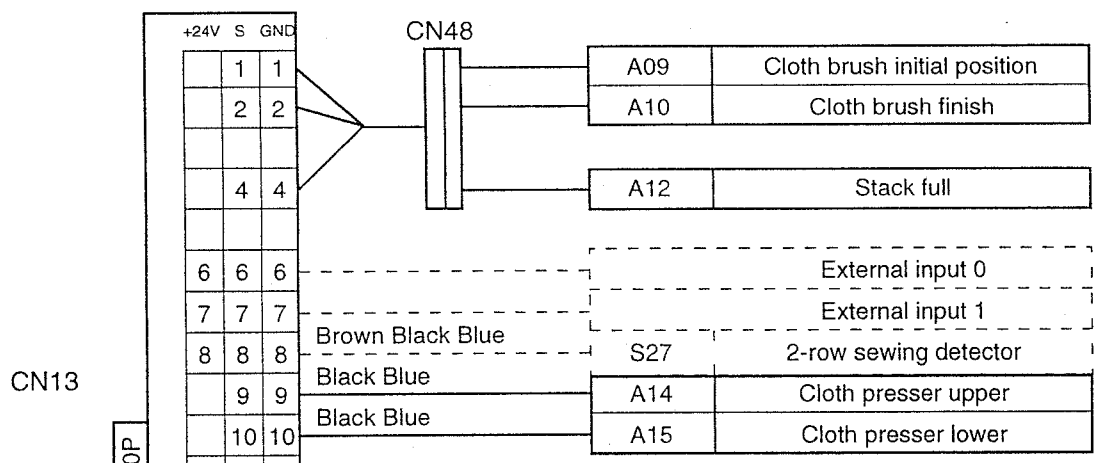 +24V S GND CN48
1 1 A09 Cloth brush initial position
2 2 A10 Cloth brush finish
4 4 A12 Stack full
6 6 6 External input 0
7 7 7 External input 1
Brown Black Blue
8 8 8 S27 2-row sewing detector
CN13
Black Blue
9 9 A14 Cloth presser upper
Black Blue
10 10 A15 Cloth presser lower
0P